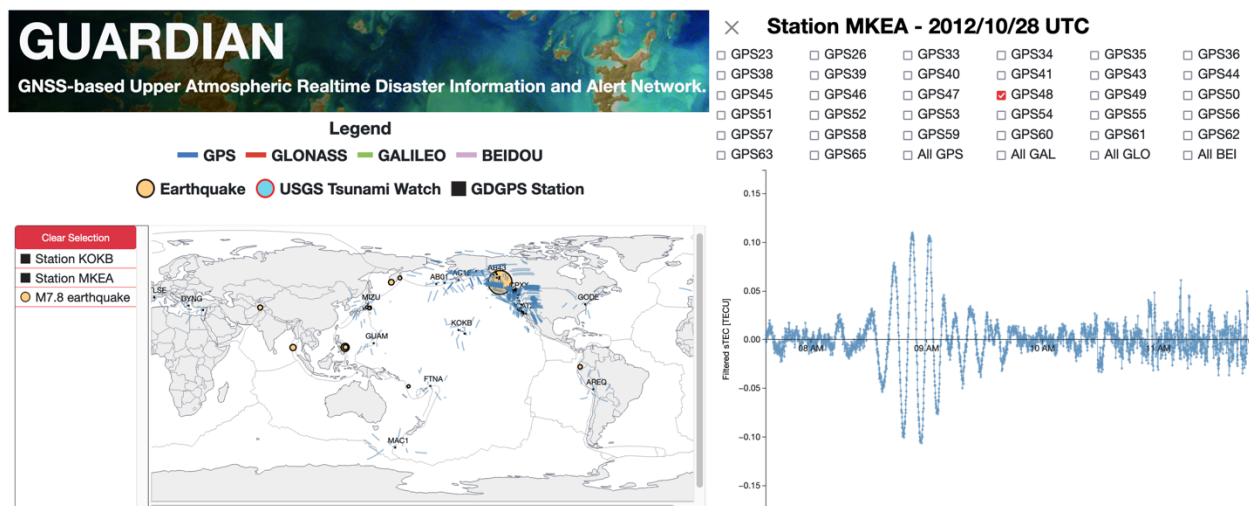 GUARDIAN
GNSS-based Upper Atmospheric Realtime Disaster Information and Alert Network.
Legend
GPS GLONASS GALILEO BEIDOU
Earthquake USGS Tsunami Watch GDGPS Station
Clear Selection
Station KOKB
Station MKEA
M7.8 earthquake
DYNG
MIZU
GUAM
AB01
KOKB
FTNA
MAC1
GODE
AREQ
Station MKEA - 2012/10/28 UTC
GPS23 GPS26 GPS33 GPS34 GPS35 GPS36
GPS38 GPS39 GPS40 GPS41 GPS43 GPS44
GPS45 GPS46 GPS47 GPS48 GPS49 GPS50
GPS51 GPS52 GPS53 GPS54 GPS55 GPS56
GPS57 GPS58 GPS59 GPS60 GPS61 GPS62
GPS63 GPS65 All GPS All GAL All GLO All BEI
Filtered sTEC [TECU]
0.15
0.10
0.05
0.00
−0.05
−0.10
−0.15
08 AM 09 AM 10 AM 11 AM